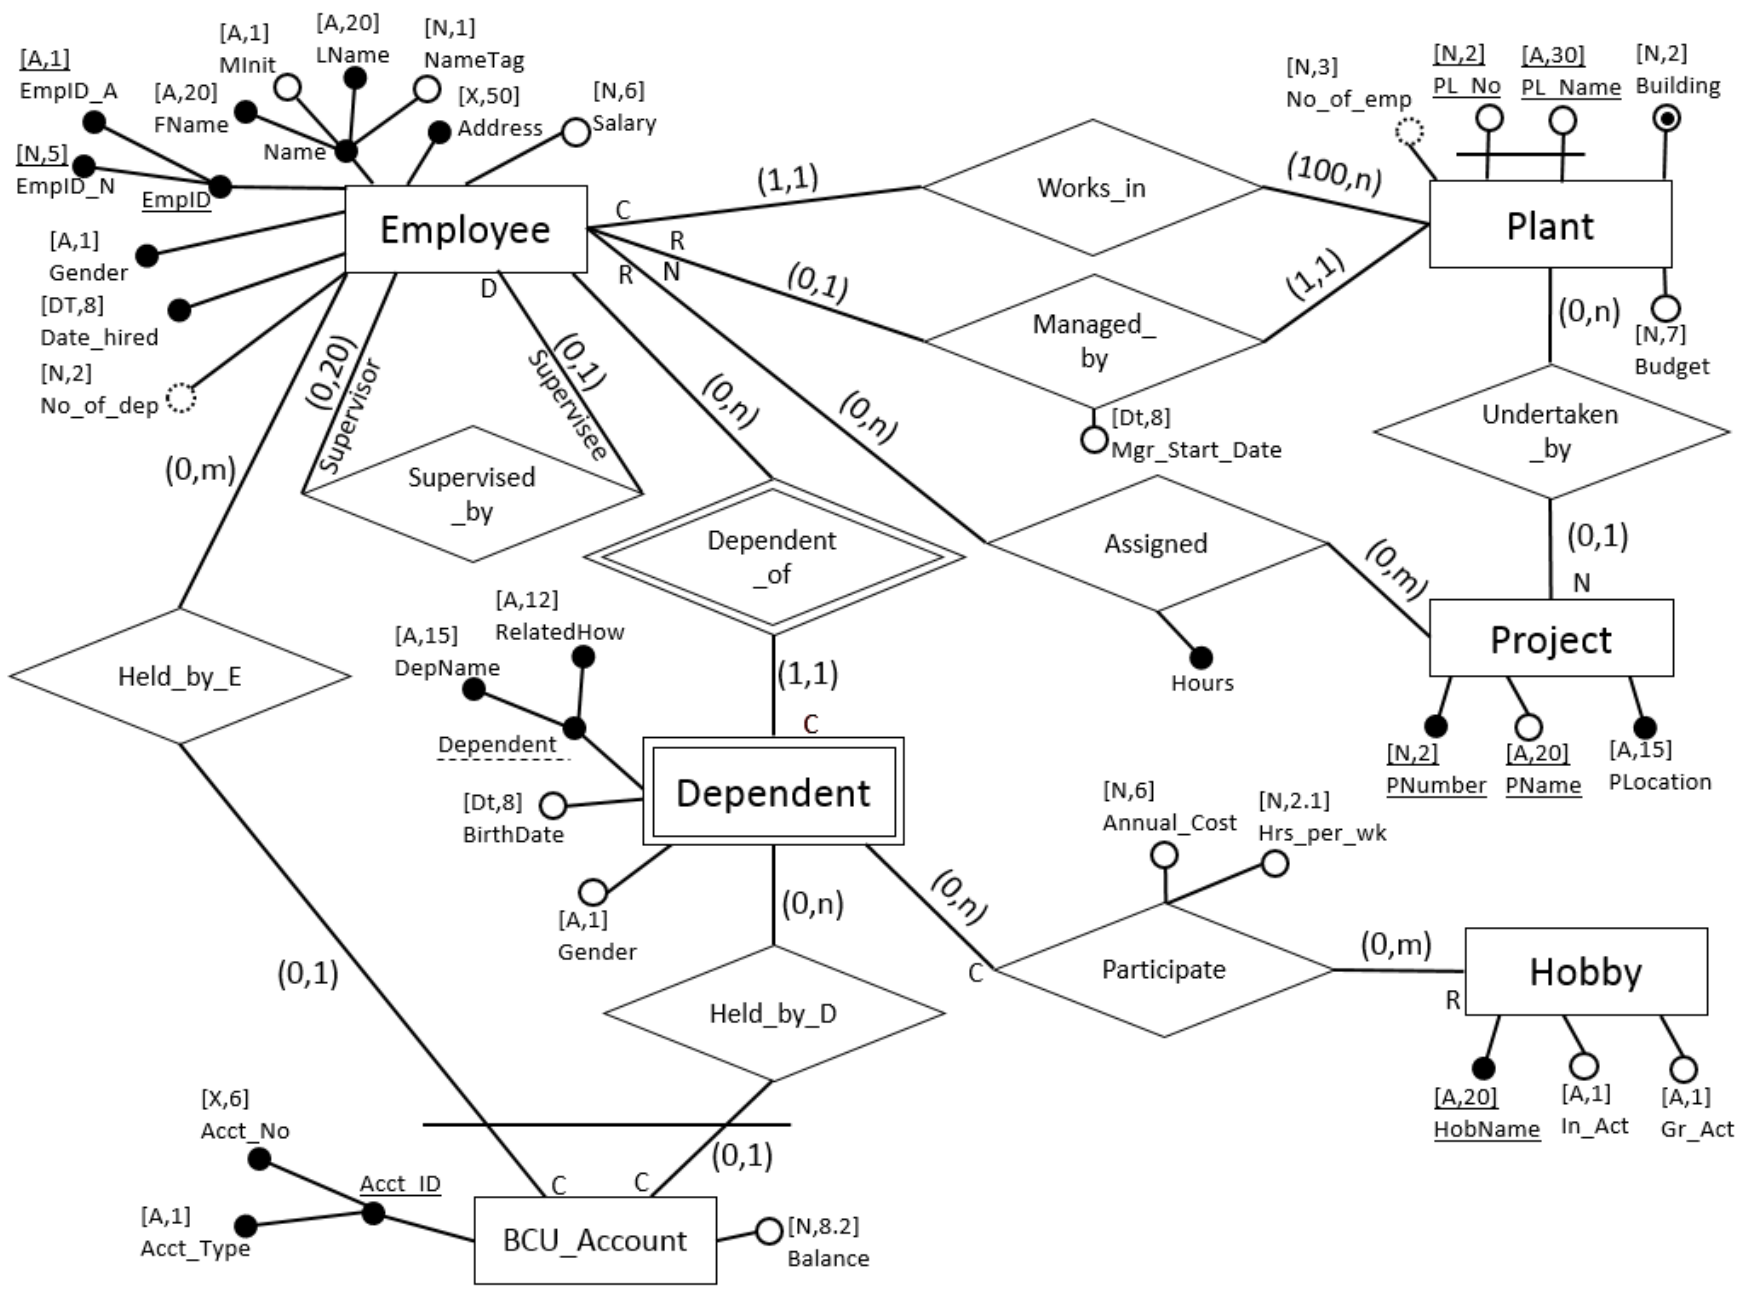 [A,1]
EmpID_A
[N,5]
EmpID_N
EmpID
[A,20]
FName
[A,1]
MInit
[A,20]
LName
[N,1]
NameTag
Name
[X,50]
Address
[N,6]
Salary
[A,1]
Gender
[DT,8]
Date_hired
[N,2]
No_of_dep
Employee
C
R
N
R
D
(1,1)
Works_in
(100,n)
(0,1)
Managed_
by
(1,1)
[Dt,8]
Mgr_Start_Date
[N,3]
No_of_emp
[N,2]
PL_No
[A,30]
PL_Name
[N,2]
Building
Plant
[N,7]
Budget
(0,n)
Undertaken
_by
(0,1)
N
Project
[N,2]
PNumber
[A,20]
PName
[A,15]
PLocation
(0,n)
Assigned
(0,m)
Hours
(0,20)
Supervisor
(0,1)
Supervisee
Supervised
_by
(0,n)
Dependent
_of
(1,1)
C
(0,m)
Held_by_E
(0,1)
[A,12]
RelatedHow
[A,15]
DepName
Dependent
[Dt,8]
BirthDate
[A,1]
Gender
Dependent
(0,n)
Held_by_D
(0,1)
(0,n)
C
Participate
[N,6]
Annual_Cost
[N,2.1]
Hrs_per_wk
(0,m)
R
Hobby
[A,20]
HobName
[A,1]
In_Act
[A,1]
Gr_Act
[X,6]
Acct_No
[A,1]
Acct_Type
Acct_ID
C
C
BCU_Account
[N,8.2]
Balance